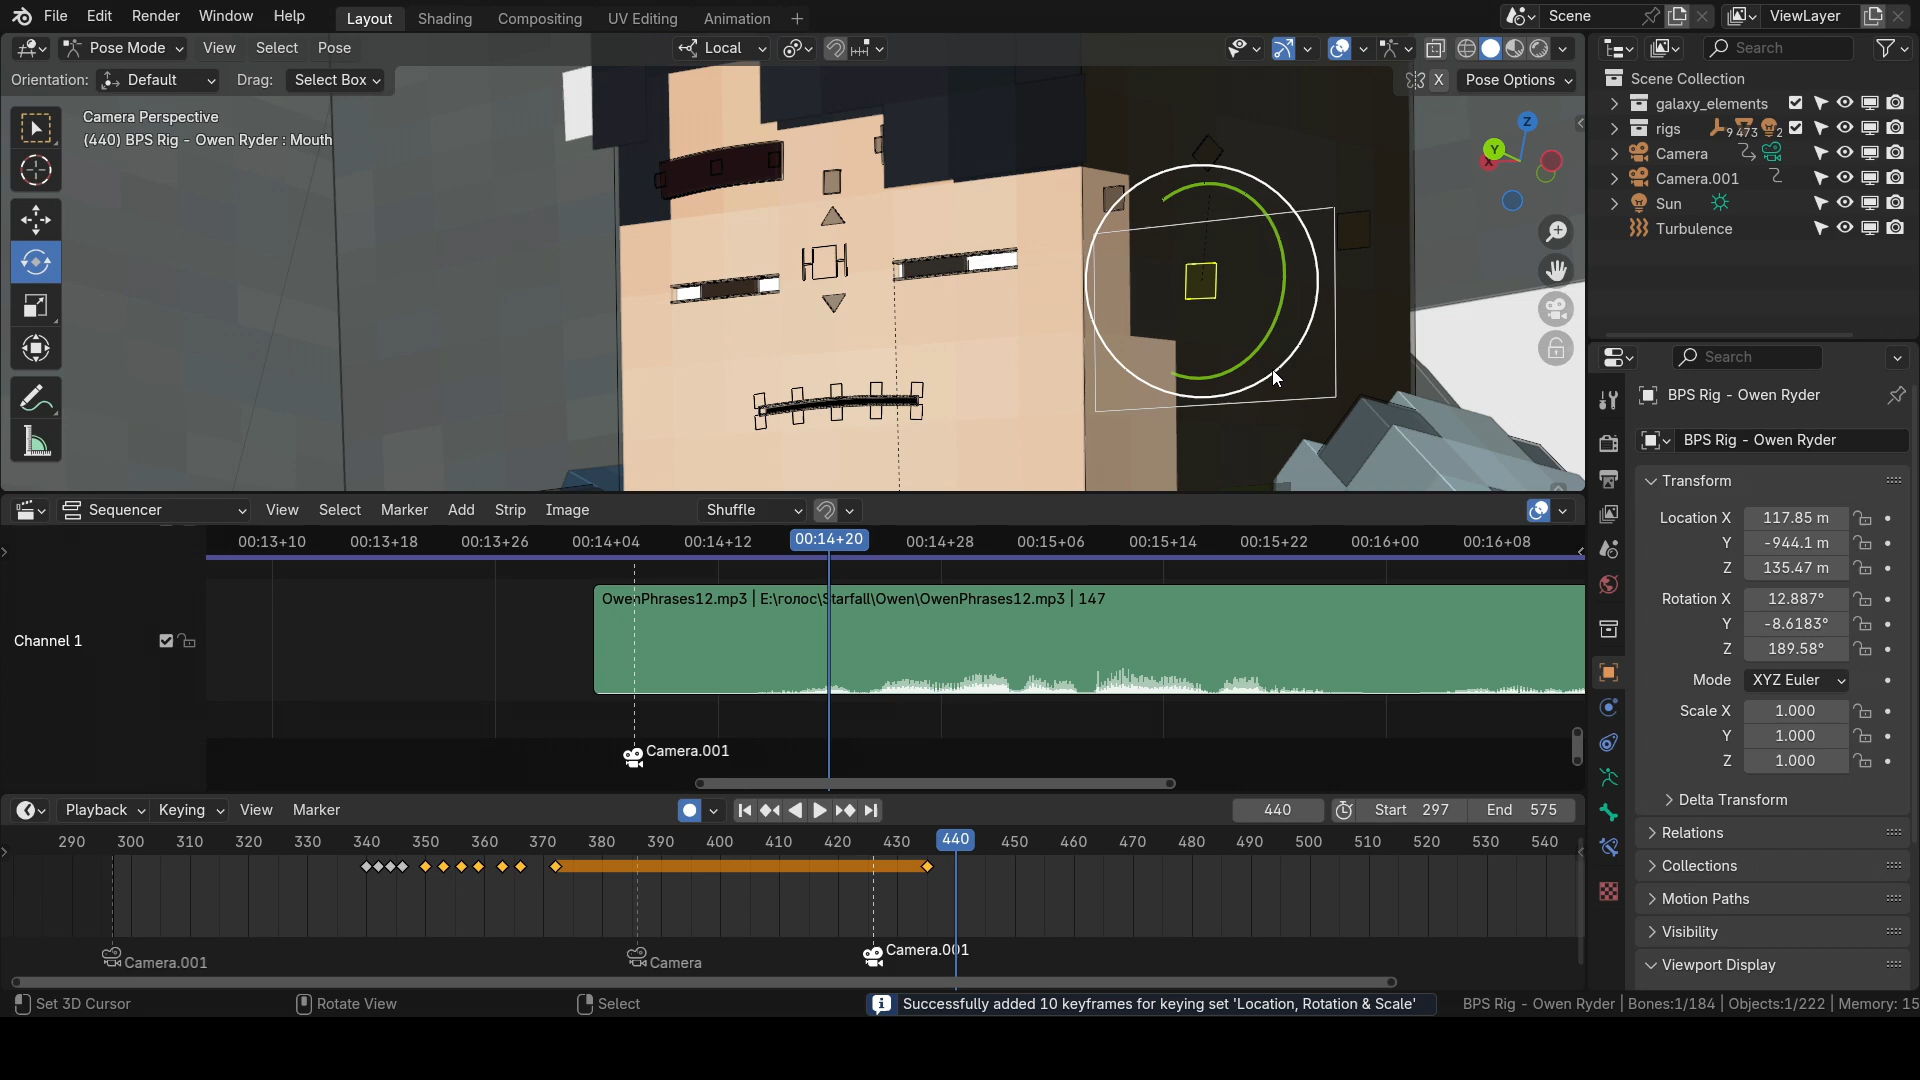 File Edit Render Window Help Layout Shading Compositing UV Editing Animation + Scene ViewLayer
Pose Mode View Select Pose Local Search
Orientation: Default Drag: Select Box X Pose Options
Camera Perspective
(440) BPS Rig - Owen Ryder : Mouth
Z
Y
X
Scene Collection
galaxy_elements
rigs 9 473 2
Camera
Camera.001
Sun
Turbulence
Search
BPS Rig - Owen Ryder
BPS Rig - Owen Ryder
Transform
Location X 117.85 m
Y -944.1 m
Z 135.47 m
Rotation X 12.887°
Y -8.6183°
Z 189.58°
Mode XYZ Euler
Scale X 1.000
Y 1.000
Z 1.000
Delta Transform
Relations
Collections
Motion Paths
Visibility
Viewport Display
Sequencer View Select Marker Add Strip Image Shuffle
00:13+10 00:13+18 00:13+26 00:14+04 00:14+12 00:14+20 00:14+28 00:15+06 00:15+14 00:15+22 00:16+00 00:16+08
OwenPhrases12.mp3 | E:\голос\Starfall\Owen\OwenPhrases12.mp3 | 147
Channel 1
Camera.001
Playback Keying View Marker 440 Start 297 End 575
290 300 310 320 330 340 350 360 370 380 390 400 410 420 430 440 450 460 470 480 490 500 510 520 530 540
Camera.001 Camera Camera.001
Set 3D Cursor Rotate View Select Successfully added 10 keyframes for keying set 'Location, Rotation & Scale' BPS Rig - Owen Ryder | Bones:1/184 | Objects:1/222 | Memory: 15